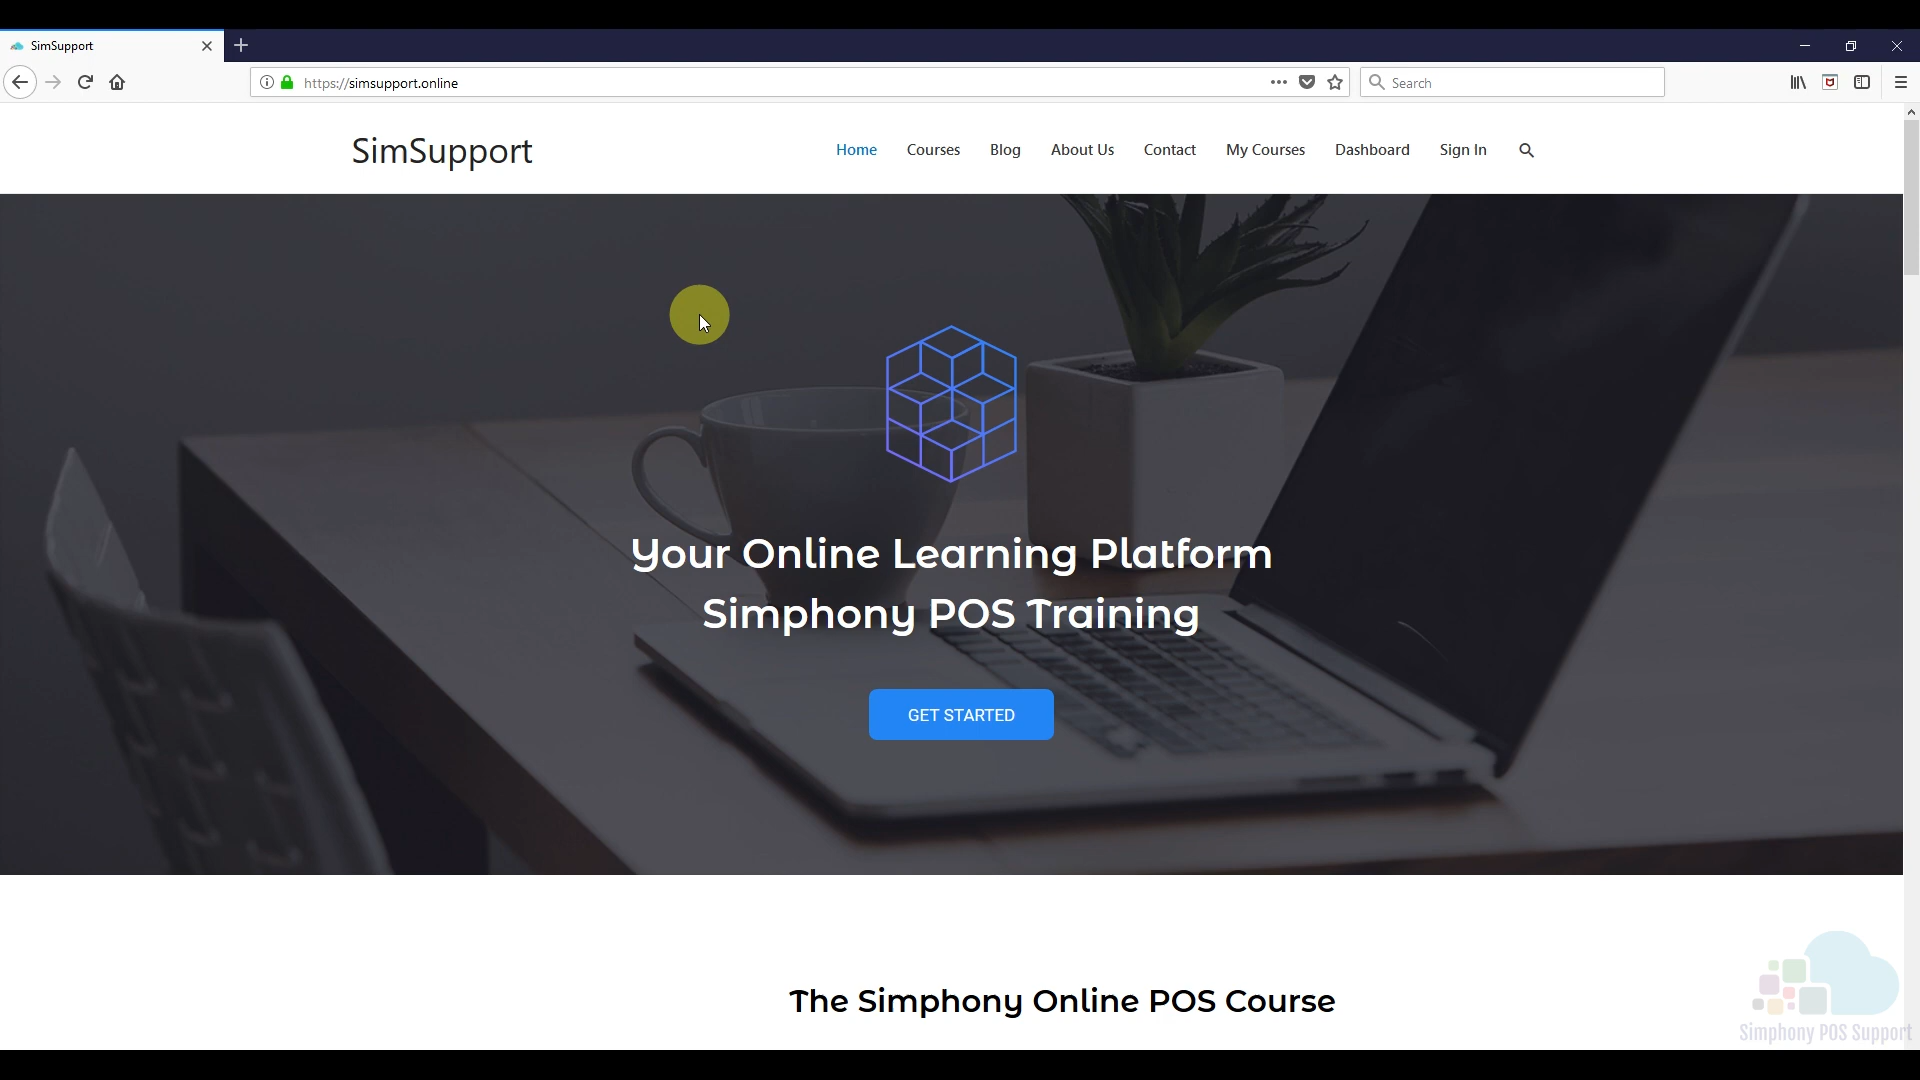 SimSupport
https://simsupport.online
Search
SimSupport
Home Courses Blog About Us Contact My Courses Dashboard Sign In
Your Online Learning Platform
Simphony POS Training
GET STARTED
The Simphony Online POS Course
Simphony POS Support